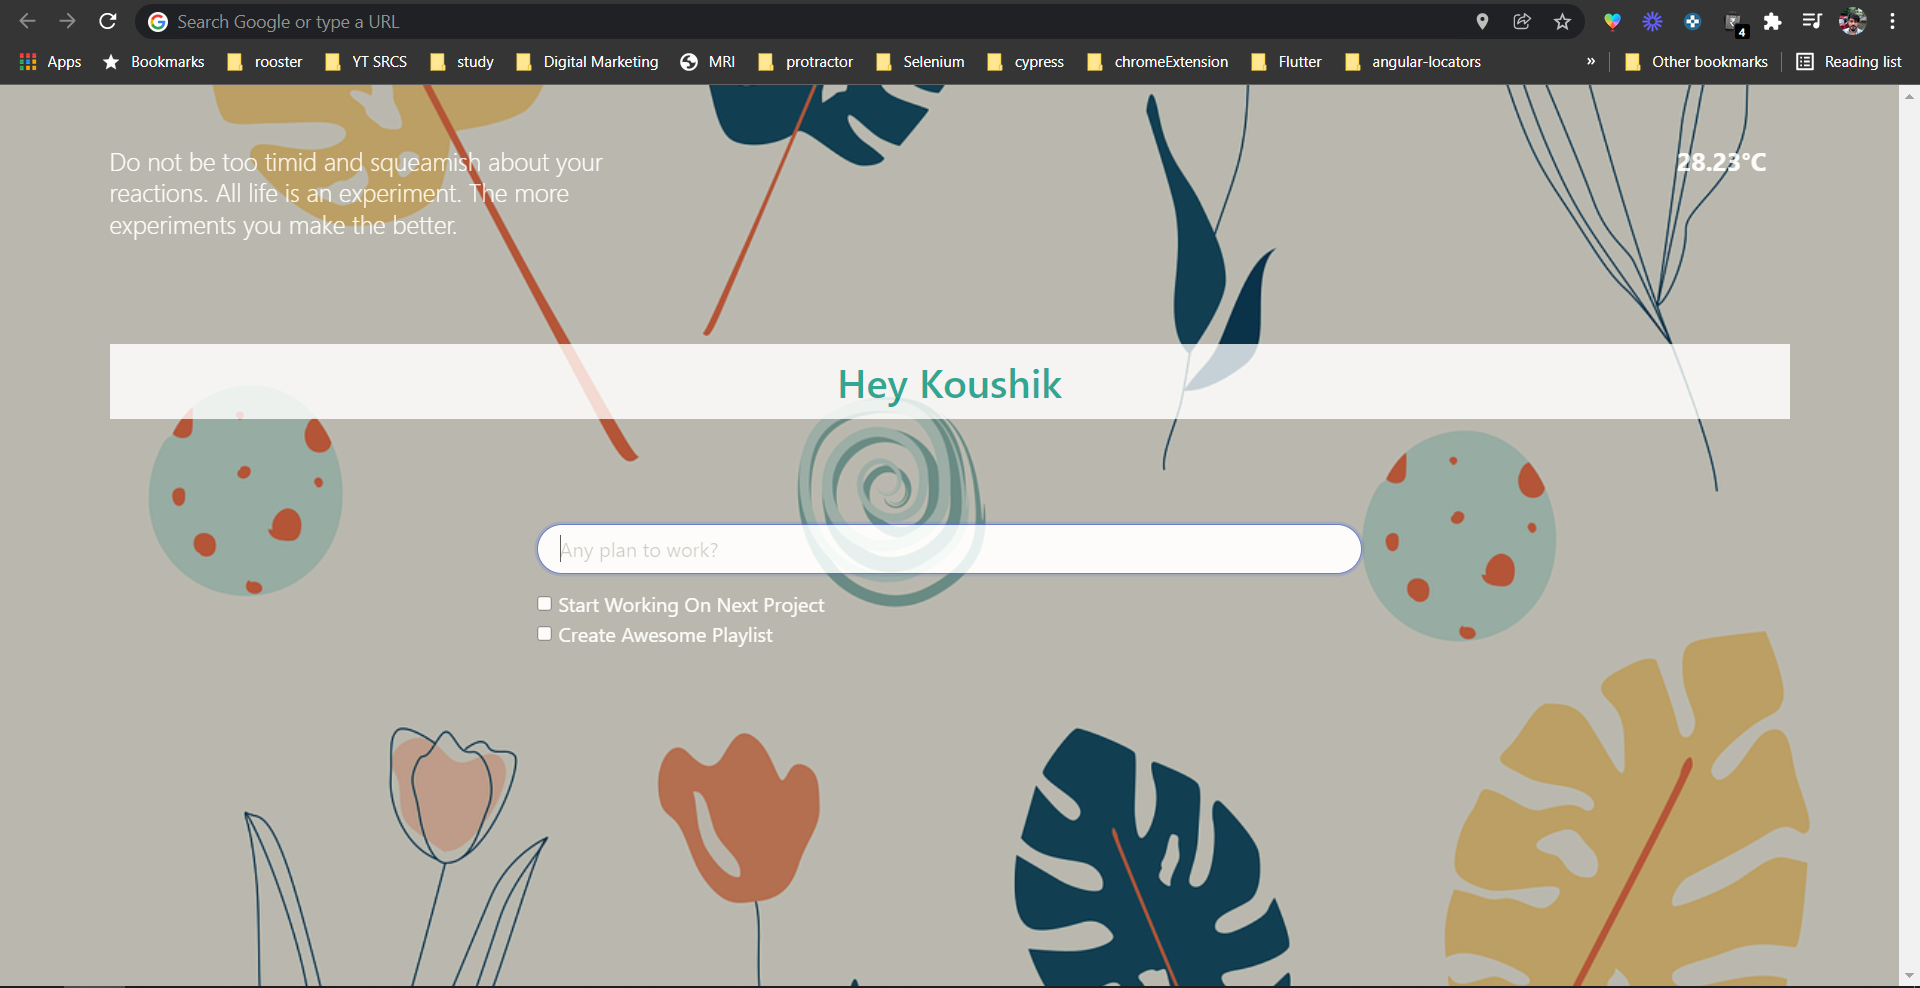 Search Google or type a URL
4
Apps Bookmarks rooster YT SRCS study Digital Marketing MRI protractor Selenium cypress chromeExtension Flutter angular-locators » Other bookmarks Reading list
Do not be too timid and squeamish about your
reactions. All life is an experiment. The more
experiments you make the better.
28.23°C
Hey Koushik
Any plan to work?
Start Working On Next Project
Create Awesome Playlist